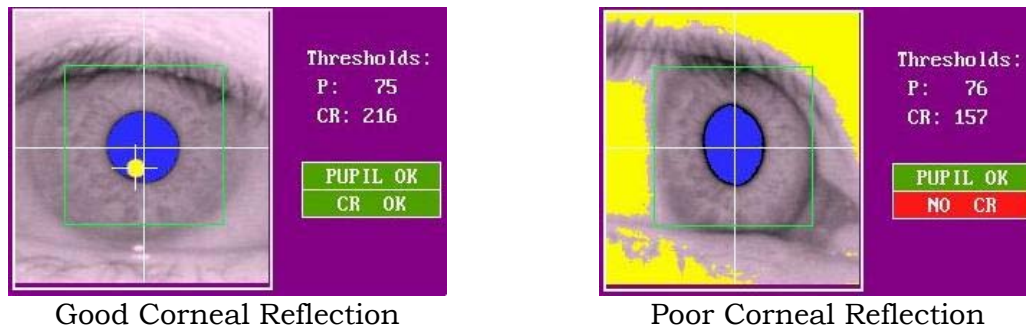 Thresholds:
P: 75
CR: 216
PUPIL OK
CR OK
Good Corneal Reflection
Thresholds:
P: 76
CR: 157
PUPIL OK
NO CR
Poor Corneal Reflection